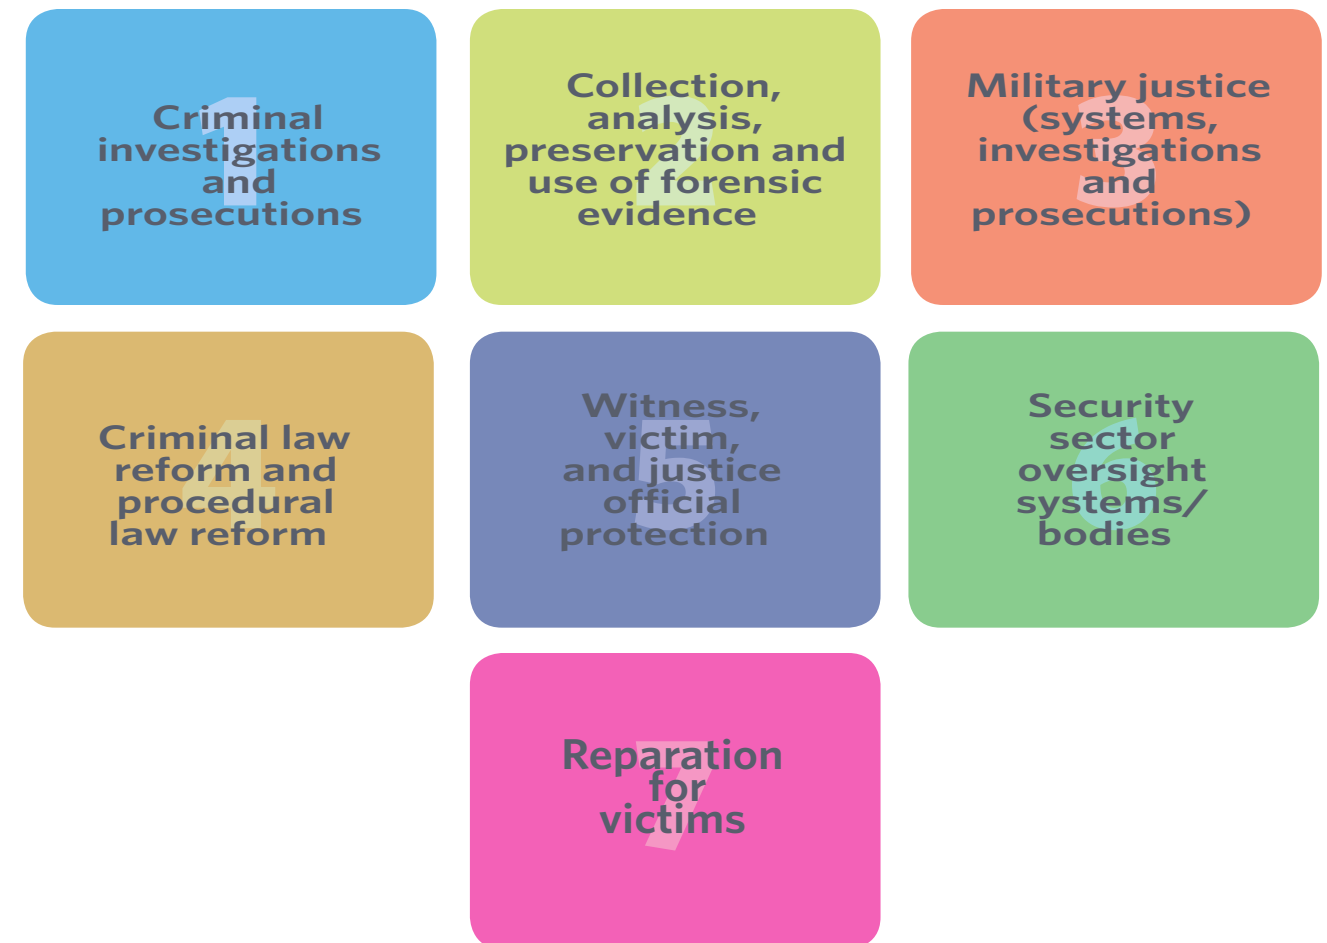 1
Criminal
investigations
and
prosecutions
2
Collection,
analysis,
preservation and
use of forensic
evidence
3
Military justice
(systems,
investigations
and
prosecutions)
4
Criminal law
reform and
procedural
law reform
5
Witness,
victim,
and justice
official
protection
6
Security
sector
oversight
systems/
bodies
7
Reparation
for
victims